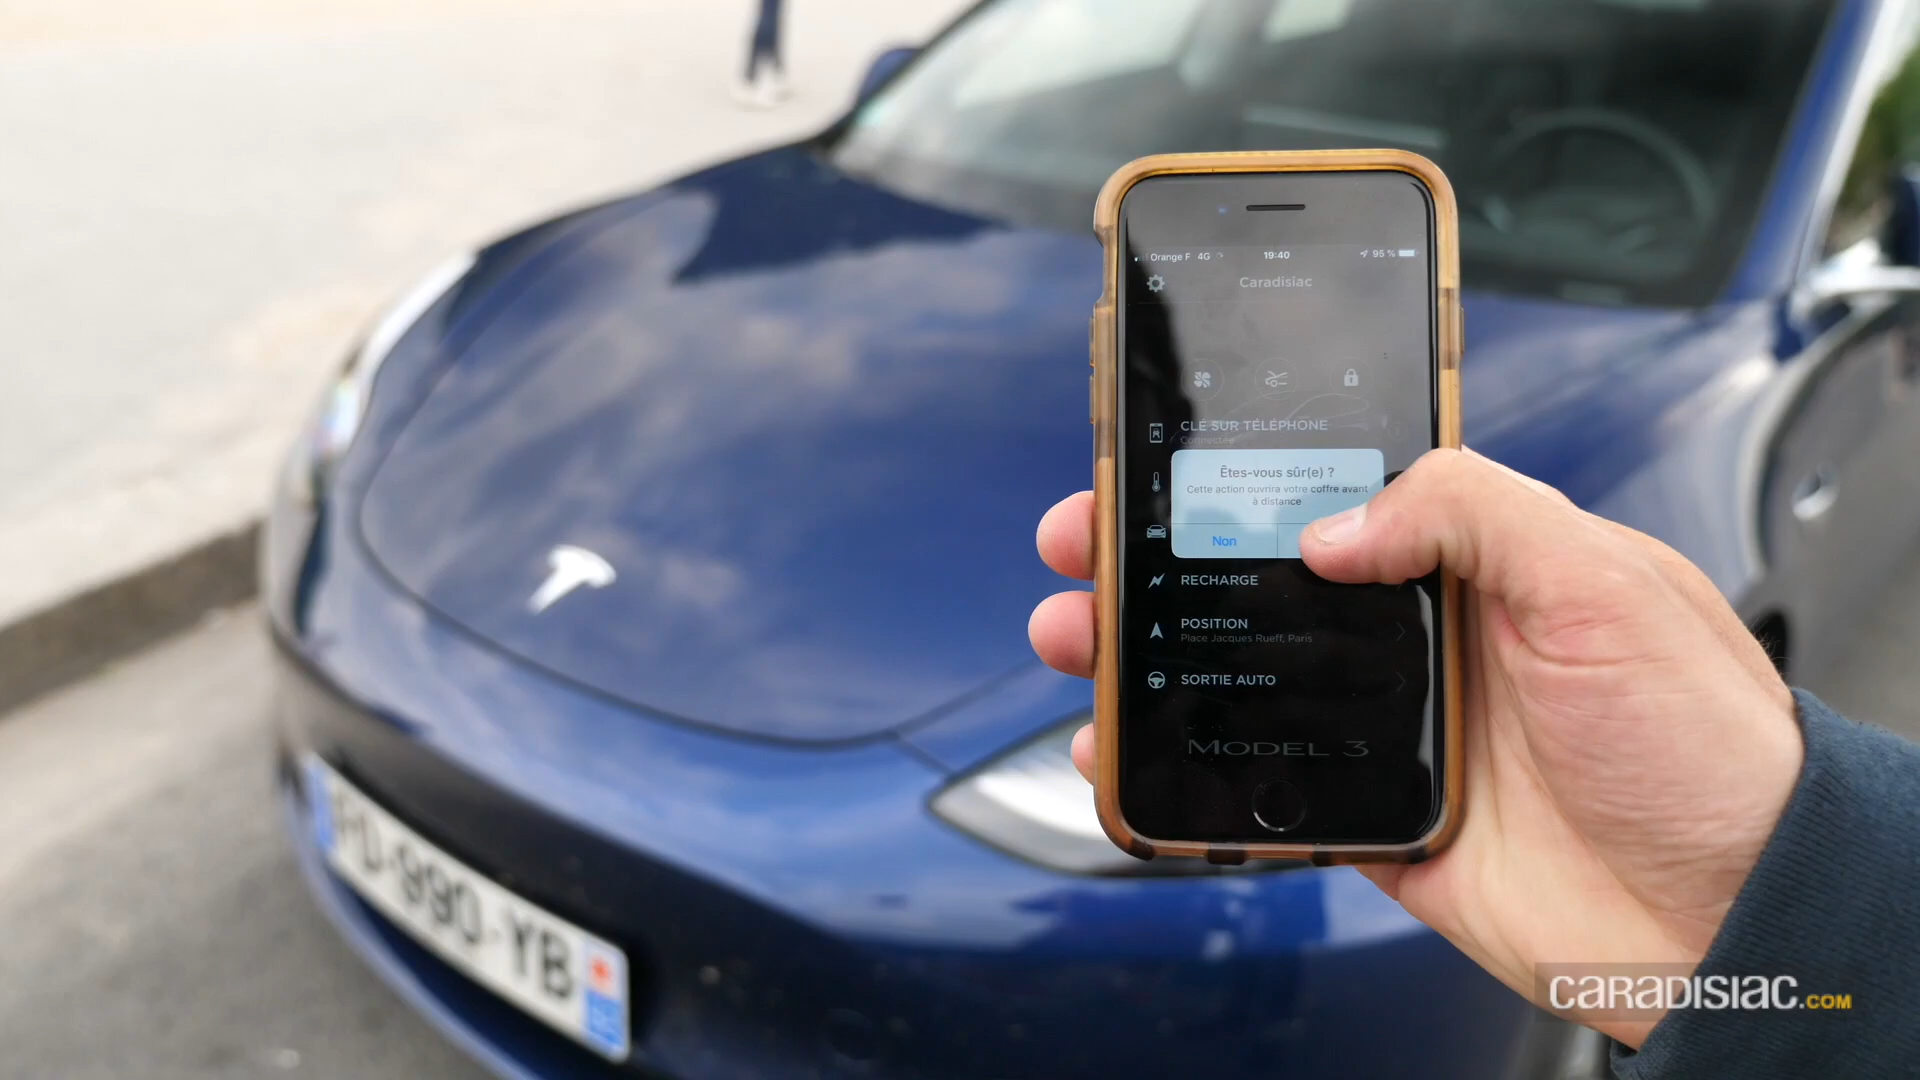 Orange F 4G 19:40 95 %
Caradisiac
CLÉ SUR TÉLÉPHONE
Connectée
Êtes-vous sûr(e) ?
Cette action ouvrira votre coffre avant
à distance
Non
RECHARGE
POSITION
Place Jacques Rueff, Paris
SORTIE AUTO
MODEL 3
D-990-YB
CARADISIAC.COM